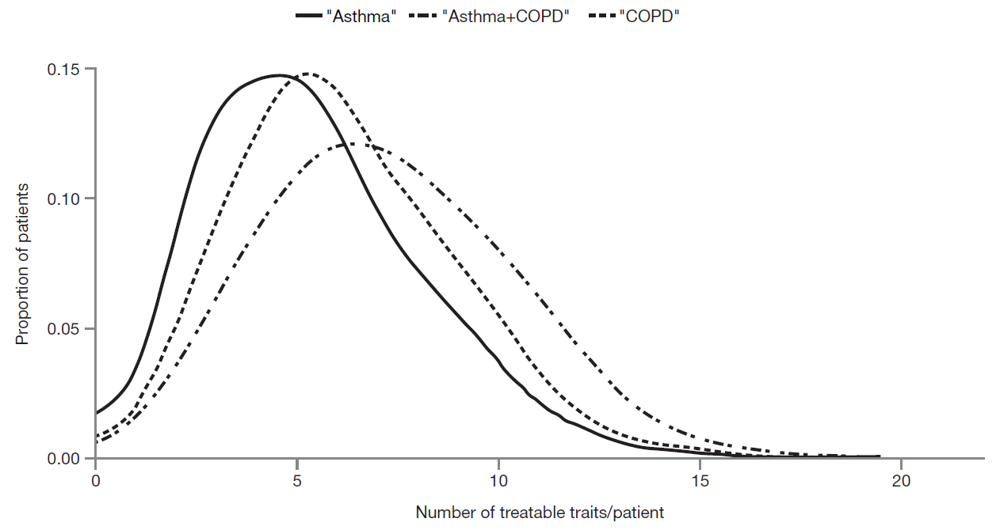 "Asthma" "Asthma+COPD" "COPD"
0.15
0.10
0.05
0.00
Proportion of patients
0 5 10 15 20
Number of treatable traits/patient